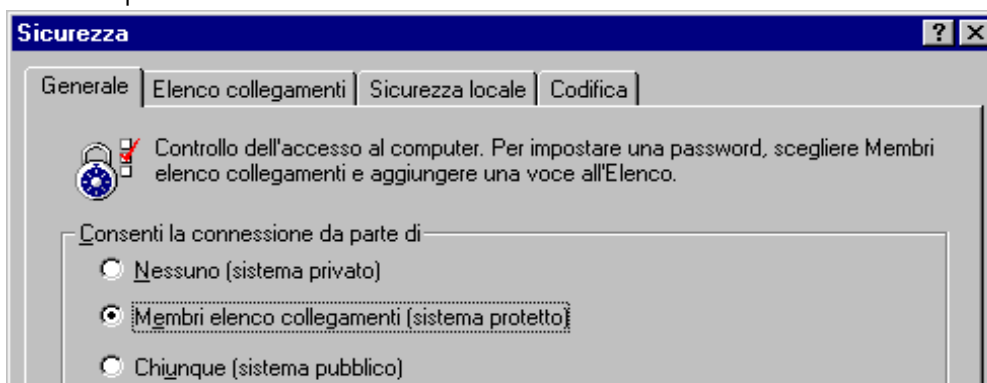 Sicurezza
Generale Elenco collegamenti Sicurezza locale Codifica
Controllo dell'accesso al computer. Per impostare una password, scegliere Membri
elenco collegamenti e aggiungere una voce all'Elenco.
Consenti la connessione da parte di
Nessuno (sistema privato)
Membri elenco collegamenti (sistema protetto)
Chiunque (sistema pubblico)